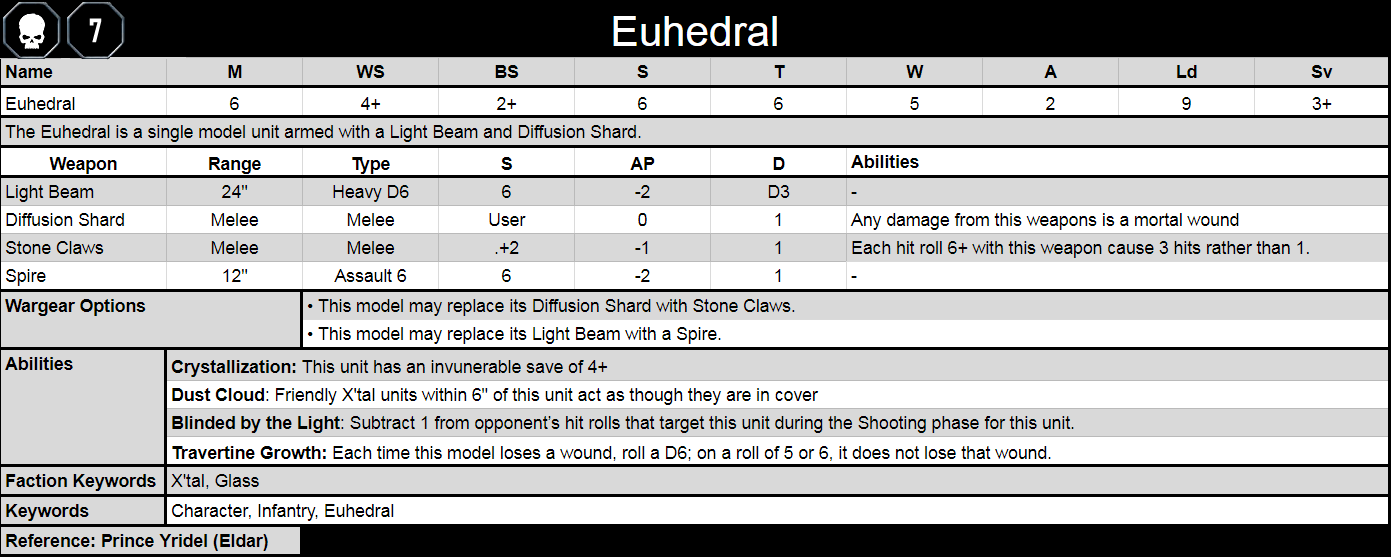 7 Euhedral
Name M WS BS S T W A Ld Sv
Euhedral 6 4+ 2+ 6 6 5 2 9 3+
The Euhedral is a single model unit armed with a Light Beam and Diffusion Shard.
Weapon Range Type S AP D Abilities
Light Beam 24" Heavy D6 6 -2 D3 -
Diffusion Shard Melee Melee User 0 1 Any damage from this weapons is a mortal wound
Stone Claws Melee Melee .+2 -1 1 Each hit roll 6+ with this weapon cause 3 hits rather than 1.
Spire 12" Assault 6 6 -2 1 -
Wargear Options • This model may replace its Diffusion Shard with Stone Claws.
• This model may replace its Light Beam with a Spire.
Abilities Crystallization: This unit has an invunerable save of 4+
Dust Cloud: Friendly X'tal units within 6" of this unit act as though they are in cover
Blinded by the Light: Subtract 1 from opponent’s hit rolls that target this unit during the Shooting phase for this unit.
Travertine Growth: Each time this model loses a wound, roll a D6; on a roll of 5 or 6, it does not lose that wound.
Faction Keywords X'tal, Glass
Keywords Character, Infantry, Euhedral
Reference: Prince Yridel (Eldar)